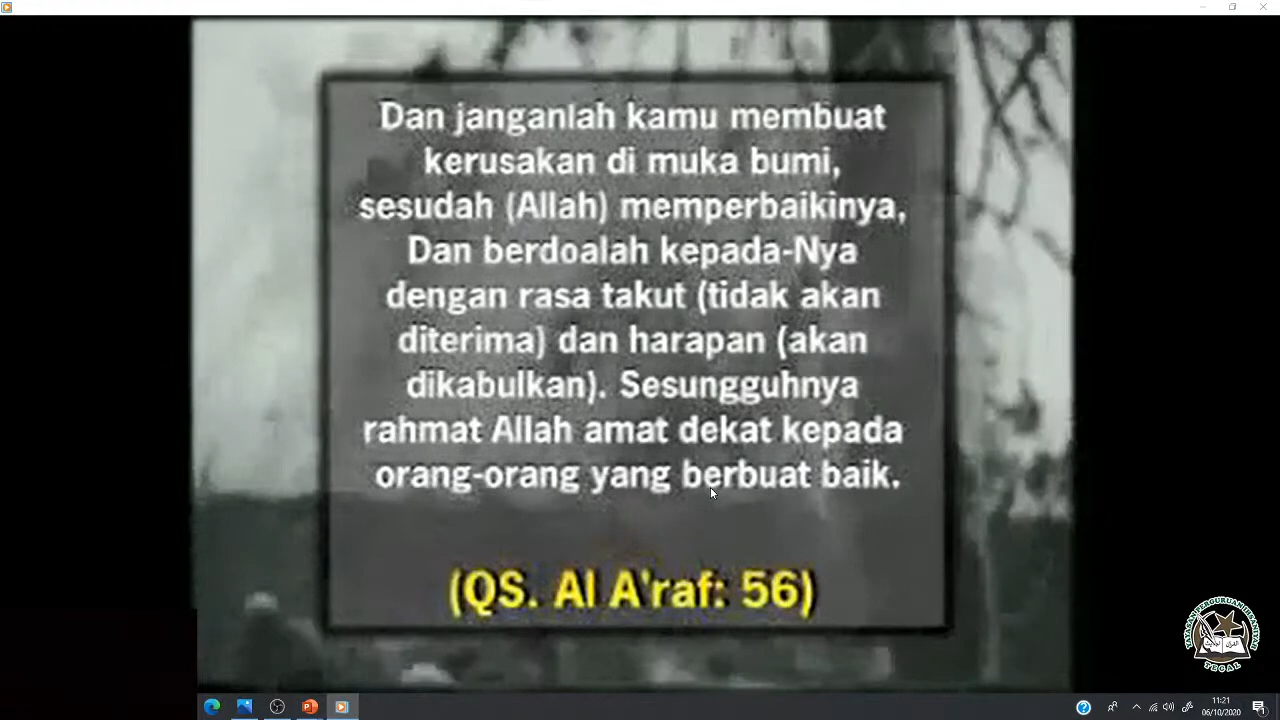 Dan janganlah kamu membuat
kerusakan di muka bumi,
sesudah (Allah) memperbaikinya,
Dan berdoalah kepada-Nya
dengan rasa takut (tidak akan
diterima) dan harapan (akan
dikabulkan). Sesungguhnya
rahmat Allah amat dekat kepada
orang-orang yang berbuat baik.
(QS. Al A'raf: 56)
TEGAL
11:21
06/10/2020